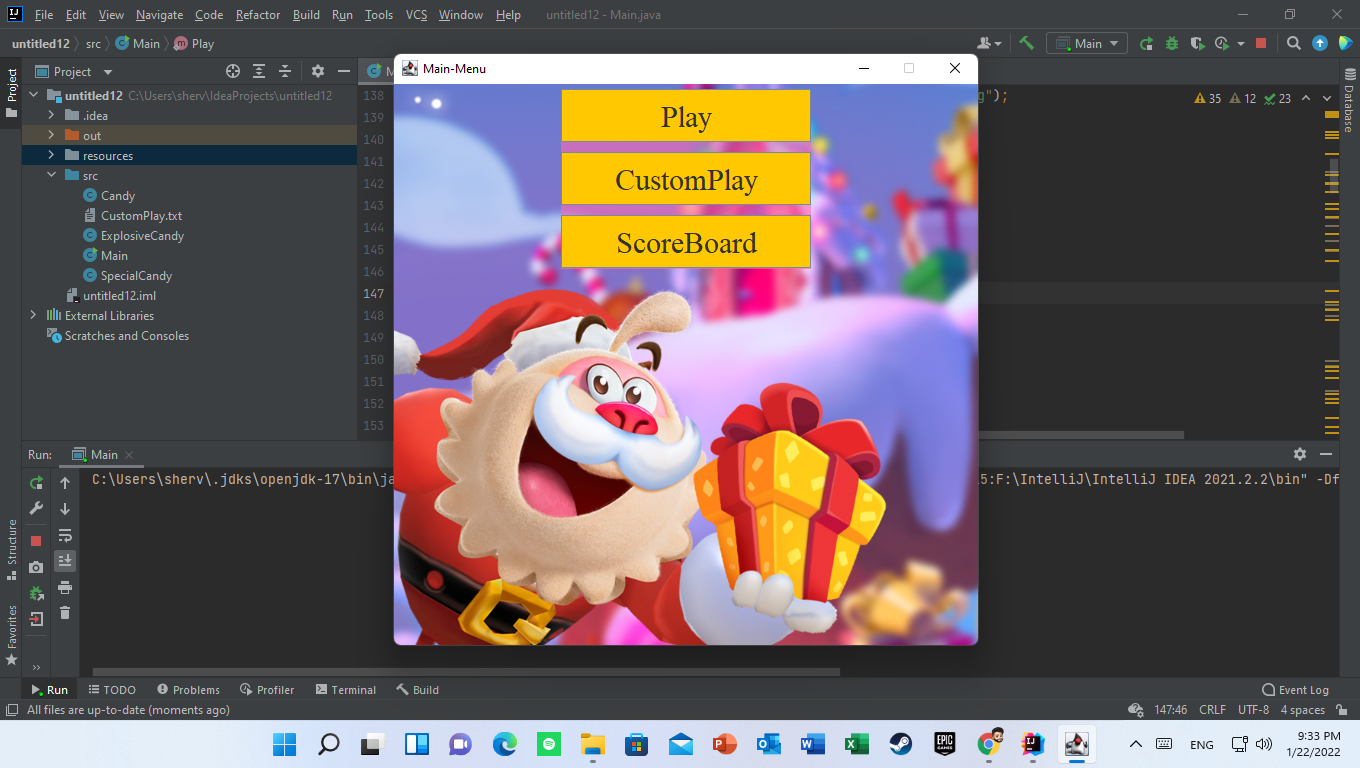 File Edit View Navigate Code Refactor Build Run Tools VCS Window Help untitled12 - Main.java
untitled12 src Main Play
Main
Project
Main-Menu
untitled12 C:\Users\sherv\IdeaProjects\untitled12
.idea
out
resources
src
Candy
CustomPlay.txt
ExplosiveCandy
Main
SpecialCandy
untitled12.iml
External Libraries
Scratches and Consoles
138
139
140
141
142
143
144
145
146
147
148
149
150
151
152
153
g");
35 12 23
Play
CustomPlay
ScoreBoard
Project
Structure
Favorites
Database
Run: Main
C:\Users\sherv\.jdks\openjdk-17\bin\ja
5:F:\IntelliJ\IntelliJ IDEA 2021.2.2\bin" -Df
Run TODO Problems Profiler Terminal Build Event Log
All files are up-to-date (moments ago) 147:46 CRLF UTF-8 4 spaces
EPIC
GAMES
ENG
9:33 PM
1/22/2022